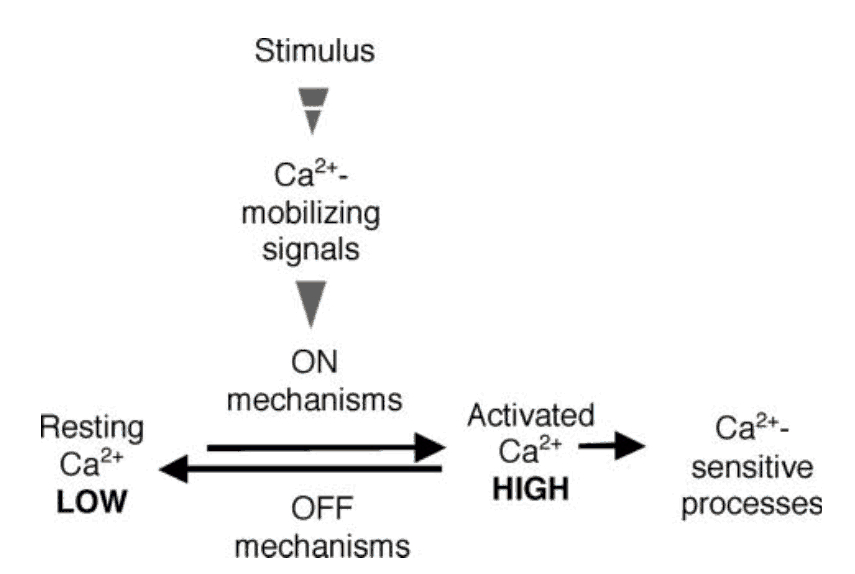 Stimulus
Ca²⁺-
mobilizing
signals
ON
mechanisms
Resting
Ca²⁺
LOW
OFF
mechanisms
Activated
Ca²⁺
HIGH
Ca²⁺-
sensitive
processes